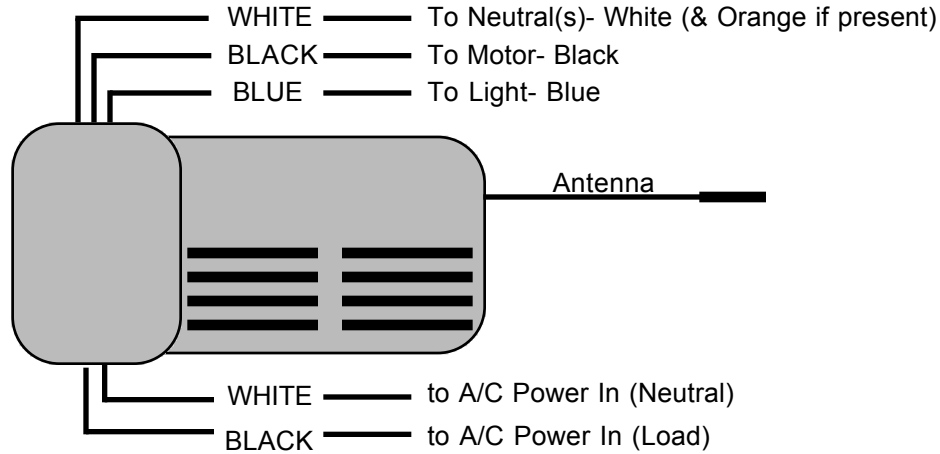 WHITE To Neutral(s)- White (& Orange if present)
BLACK To Motor- Black
BLUE To Light- Blue
Antenna
WHITE to A/C Power In (Neutral)
BLACK to A/C Power In (Load)